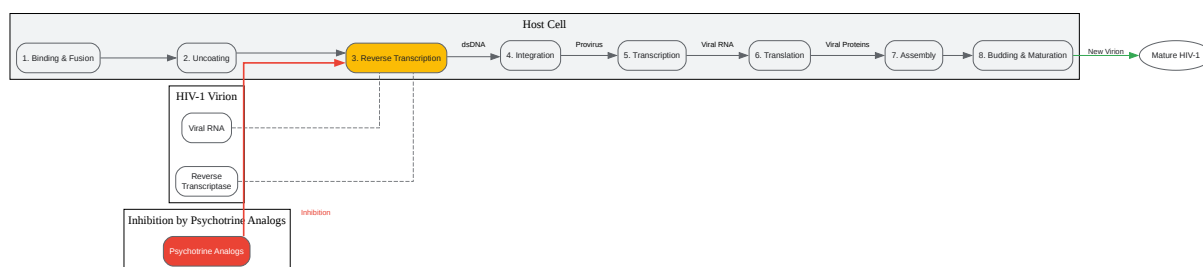 Host Cell
1. Binding & Fusion
2. Uncoating
3. Reverse Transcription
dsDNA
4. Integration
Provirus
5. Transcription
Viral RNA
6. Translation
Viral Proteins
7. Assembly
8. Budding & Maturation
New Virion
Mature HIV-1
HIV-1 Virion
Viral RNA
Reverse
Transcriptase
Inhibition by Psychotrine Analogs
Inhibition
Psychotrine Analogs